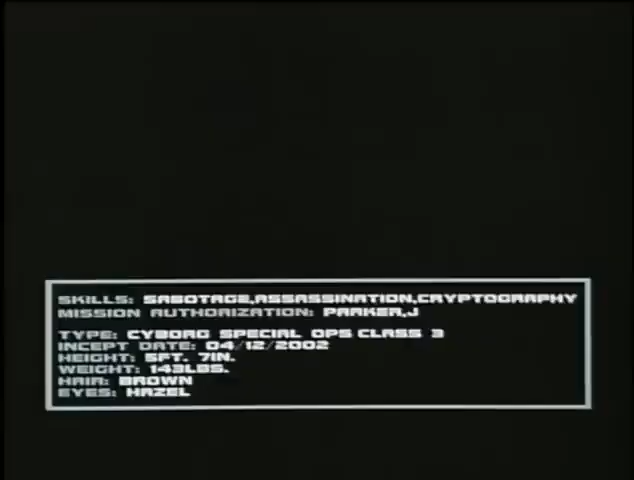 SKILLS: SABOTAGE,ASSASSINATION,CRYPTOGRAPHY
MISSION AUTHORIZATION: PARKER,J
TYPE: CYBORG SPECIAL OPS CLASS 3
INCEPT DATE: 04/12/2002
HEIGHT: 5FT. 7IN.
WEIGHT: 143LBS.
HAIR: BROWN
EYES: HAZEL